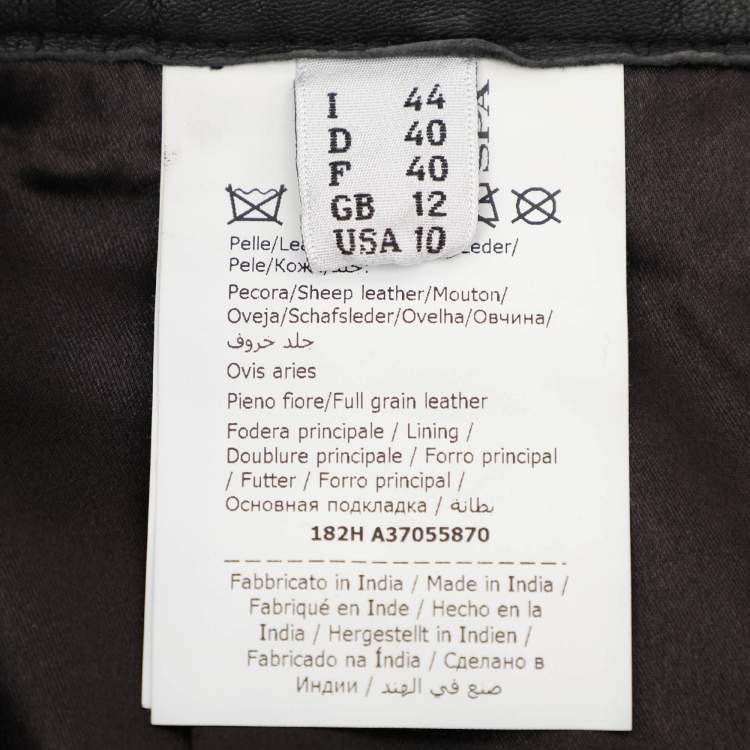 I 44
D 40
F 40
GB 12
USA 10
SPA
Leder/
Pele/
Pecora/Sheep leather/Mouton/
Oveja/Schafsleder/Ovelha/Овчина/
جلد خروف
Ovis aries
Pieno fiore/Full grain leather
Fodera principale / Lining /
Doublure principale / Forro principal
/ Futter / Forro principal /
Основная подкладка / بطانة
182H A37055870
Fabbricato in India / Made in India /
Fabriqué en Inde / Hecho en la
India / Hergestellt in Indien /
Fabricado na Índia / Сделано в
Индии / صنع في الهند